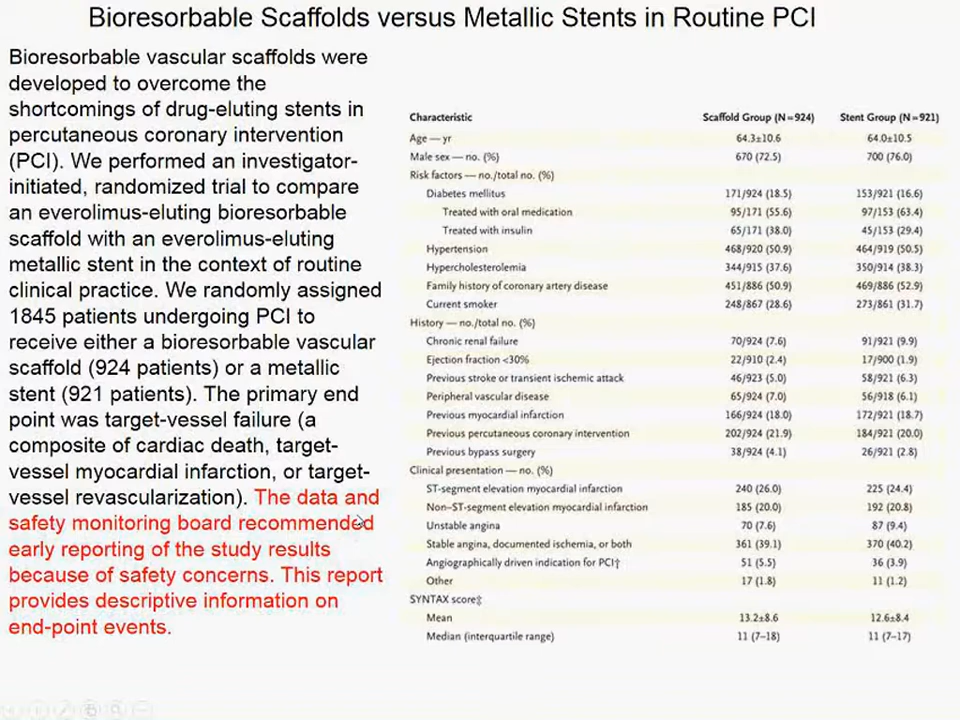 Bioresorbable Scaffolds versus Metallic Stents in Routine PCI
Bioresorbable vascular scaffolds were
developed to overcome the
shortcomings of drug-eluting stents in
percutaneous coronary intervention
(PCI). We performed an investigator-
initiated, randomized trial to compare
an everolimus-eluting bioresorbable
scaffold with an everolimus-eluting
metallic stent in the context of routine
clinical practice. We randomly assigned
1845 patients undergoing PCI to
receive either a bioresorbable vascular
scaffold (924 patients) or a metallic
stent (921 patients). The primary end
point was target-vessel failure (a
composite of cardiac death, target-
vessel myocardial infarction, or target-
vessel revascularization). The data and
safety monitoring board recommended
early reporting of the study results
because of safety concerns. This report
provides descriptive information on
end-point events.
Characteristic Scaffold Group (N=924) Stent Group (N=921)
Age — yr 64.3±10.6 64.0±10.5
Male sex — no. (%) 670 (72.5) 700 (76.0)
Risk factors — no./total no. (%)
Diabetes mellitus 171/924 (18.5) 153/921 (16.6)
Treated with oral medication 95/171 (55.6) 97/153 (63.4)
Treated with insulin 65/171 (38.0) 45/153 (29.4)
Hypertension 468/920 (50.9) 464/919 (50.5)
Hypercholesterolemia 344/915 (37.6) 350/914 (38.3)
Family history of coronary artery disease 451/886 (50.9) 469/886 (52.9)
Current smoker 248/867 (28.6) 273/861 (31.7)
History — no./total no. (%)
Chronic renal failure 70/924 (7.6) 91/921 (9.9)
Ejection fraction <30% 22/910 (2.4) 17/900 (1.9)
Previous stroke or transient ischemic attack 46/923 (5.0) 58/921 (6.3)
Peripheral vascular disease 65/924 (7.0) 56/918 (6.1)
Previous myocardial infarction 166/924 (18.0) 172/921 (18.7)
Previous percutaneous coronary intervention 202/924 (21.9) 184/921 (20.0)
Previous bypass surgery 38/924 (4.1) 26/921 (2.8)
Clinical presentation — no. (%)
ST-segment elevation myocardial infarction 240 (26.0) 225 (24.4)
Non–ST-segment elevation myocardial infarction 185 (20.0) 192 (20.8)
Unstable angina 70 (7.6) 87 (9.4)
Stable angina, documented ischemia, or both 361 (39.1) 370 (40.2)
Angiographically driven indication for PCI† 51 (5.5) 36 (3.9)
Other 17 (1.8) 11 (1.2)
SYNTAX score‡
Mean 13.2±8.6 12.6±8.4
Median (interquartile range) 11 (7–18) 11 (7–17)